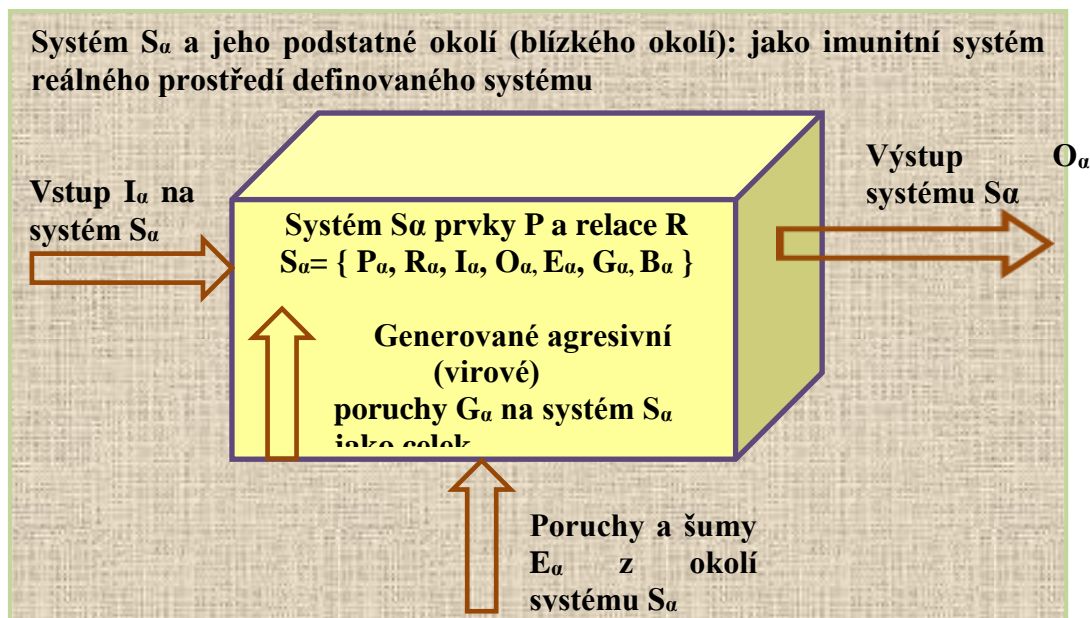 Systém Sα a jeho podstatné okolí (blízkého okolí): jako imunitní systém
reálného prostředí definovaného systému
Vstup Iα na
systém Sα
Systém Sα prvky P a relace R
Sα= { Pα, Rα, Iα, Oα, Eα, Gα, Bα }
Generované agresivní
(virové)
poruchy Gα na systém Sα
jako celek
Výstup Oα
systému Sα
Poruchy a šumy
Eα z okolí
systému Sα